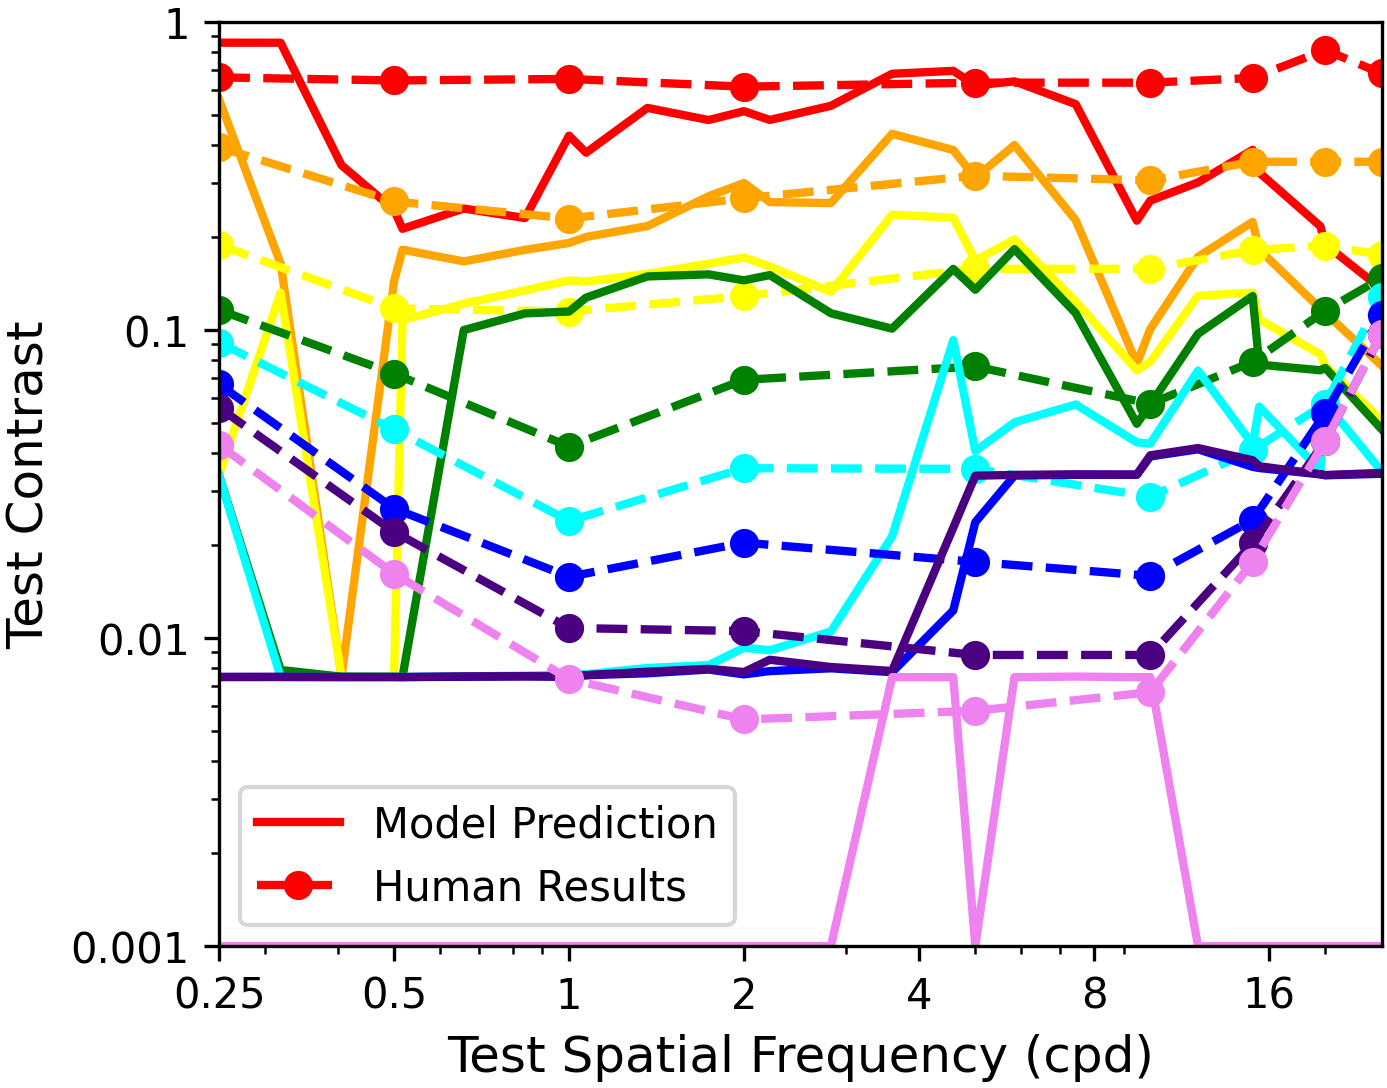 1
0.1
0.01
0.001
Test Contrast
Model Prediction
Human Results
0.25 0.5 1 2 4 8 16
Test Spatial Frequency (cpd)